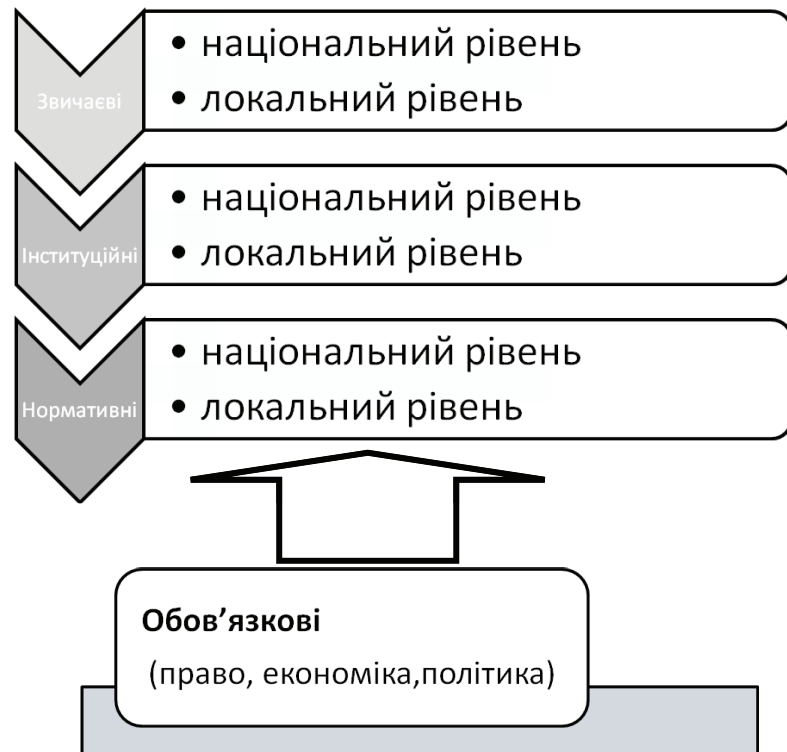 Звичаєві
• національний рівень
• локальний рівень
Інституційні
• національний рівень
• локальний рівень
Нормативні
• національний рівень
• локальний рівень
Обов’язкові
(право, економіка,політика)